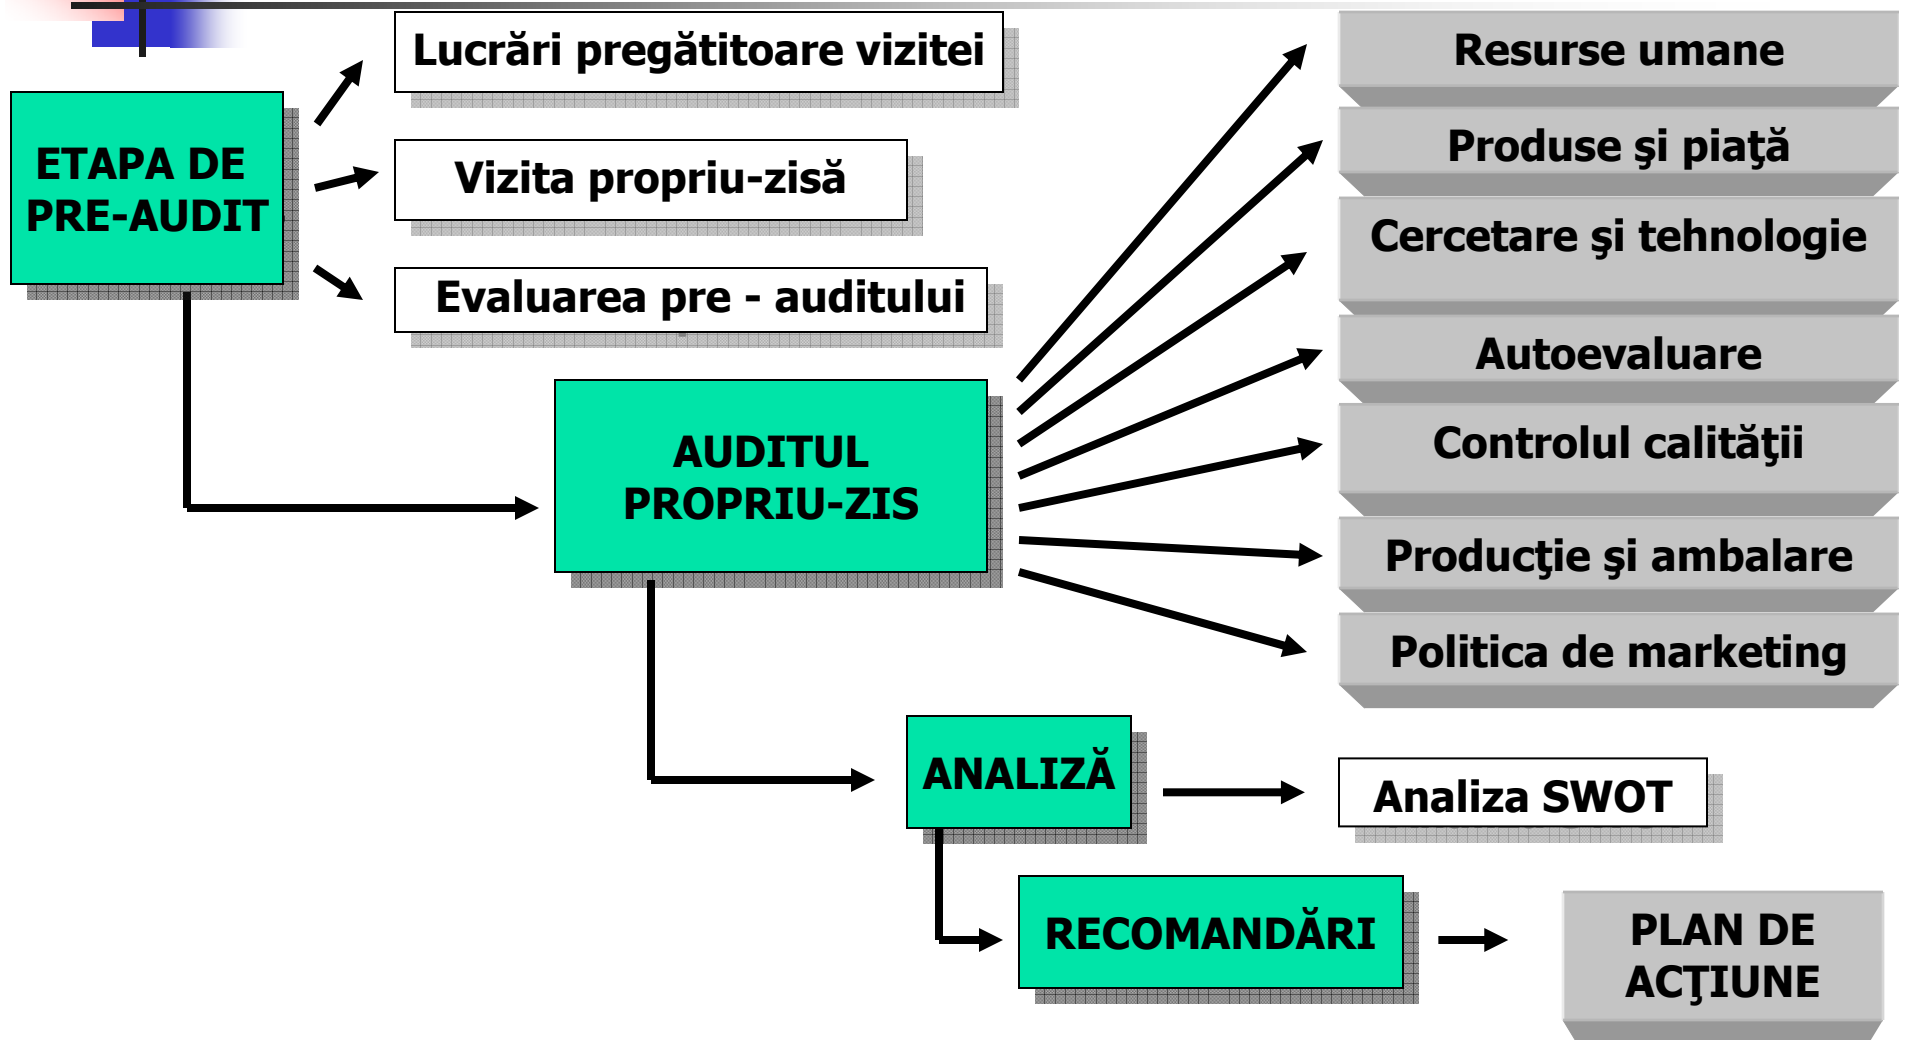 Lucrări pregătitoare vizitei
ETAPA DE
PRE-AUDIT
Vizita propriu-zisă
Evaluarea pre - auditului
AUDITUL
PROPRIU-ZIS
Resurse umane
Produse şi piaţă
Cercetare şi tehnologie
Autoevaluare
Controlul calităţii
Producţie şi ambalare
Politica de marketing
ANALIZĂ
Analiza SWOT
RECOMANDĂRI
PLAN DE
ACŢIUNE